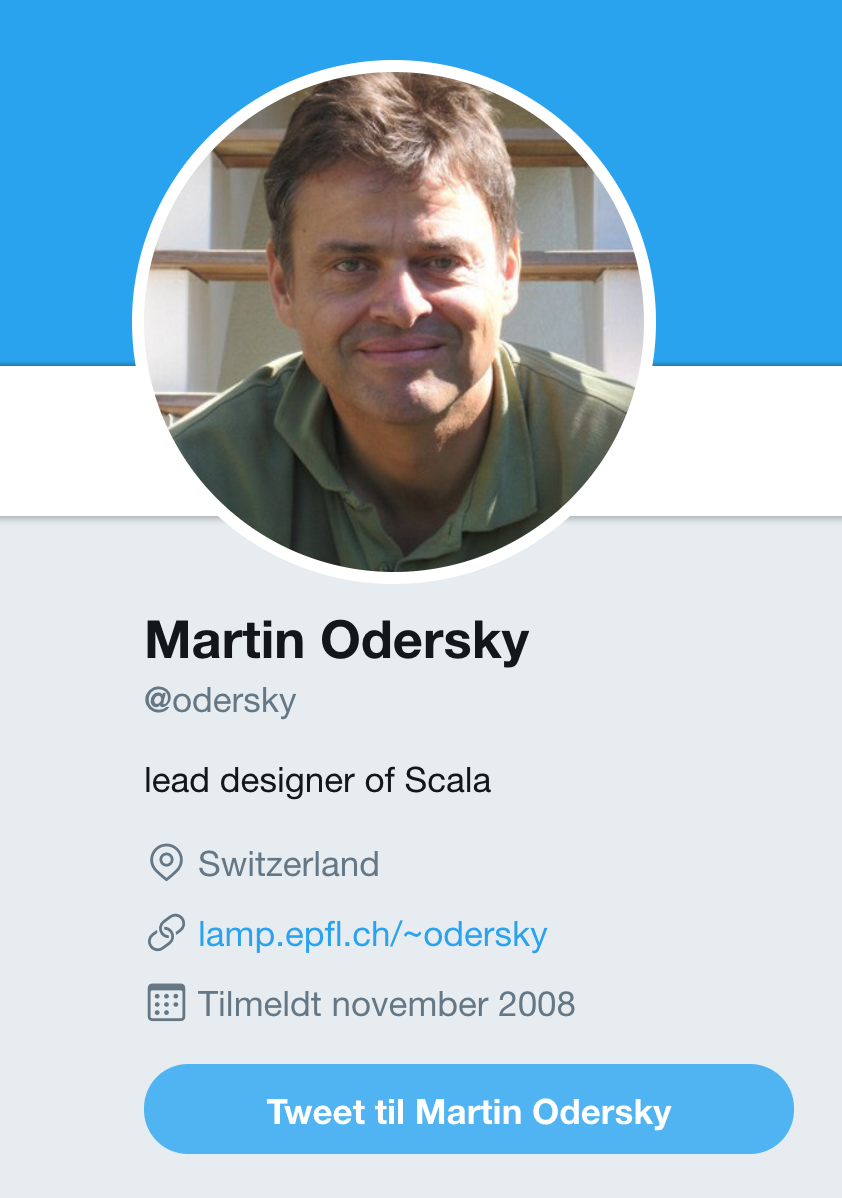 Martin Odersky
@odersky
lead designer of Scala
Switzerland
lamp.epfl.ch/~odersky
Tilmeldt november 2008
Tweet til Martin Odersky